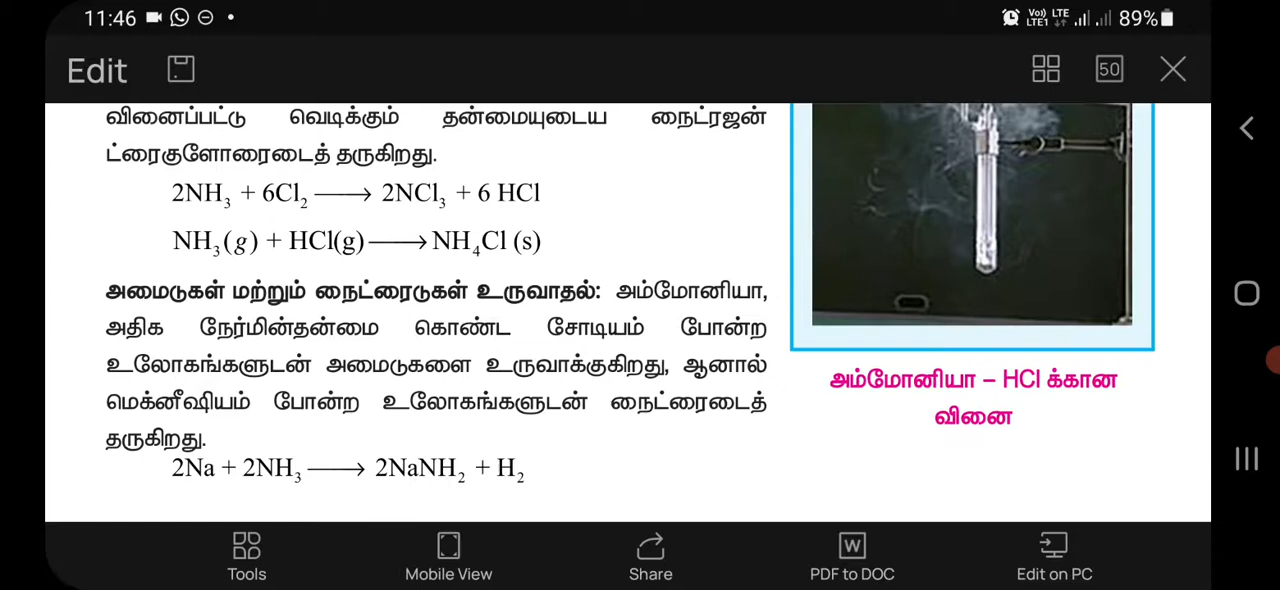 11:46
Vo)) LTE
LTE1
89%
Edit
50
வினைப்பட்டு வெடிக்கும் தன்மையுடைய நைட்ரஜன்
ட்ரைகுளோரைடைத் தருகிறது.
2NH₃ + 6Cl₂ ⟶ 2NCl₃ + 6 HCl
NH₃(g) + HCl(g) ⟶ NH₄Cl (s)
அமைடுகள் மற்றும் நைட்ரைடுகள் உருவாதல்: அம்மோனியா,
அதிக நேர்மின்தன்மை கொண்ட சோடியம் போன்ற
உலோகங்களுடன் அமைடுகளை உருவாக்குகிறது, ஆனால்
மெக்னீஷியம் போன்ற உலோகங்களுடன் நைட்ரைடைத்
தருகிறது.
2Na + 2NH₃ ⟶ 2NaNH₂ + H₂
அம்மோனியா – HCl க்கான
வினை
Tools
Mobile View
Share
W
PDF to DOC
Edit on PC